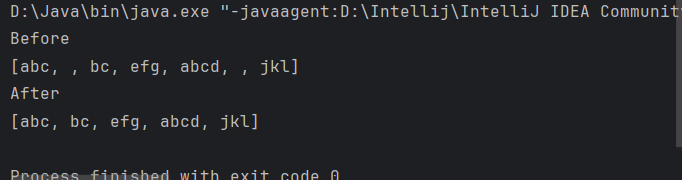 D:\Java\bin\java.exe "-javaagent:D:\Intellij\IntelliJ IDEA Communit
Before
[abc, , bc, efg, abcd, , jkl]
After
[abc, bc, efg, abcd, jkl]
Process finished with exit code 0